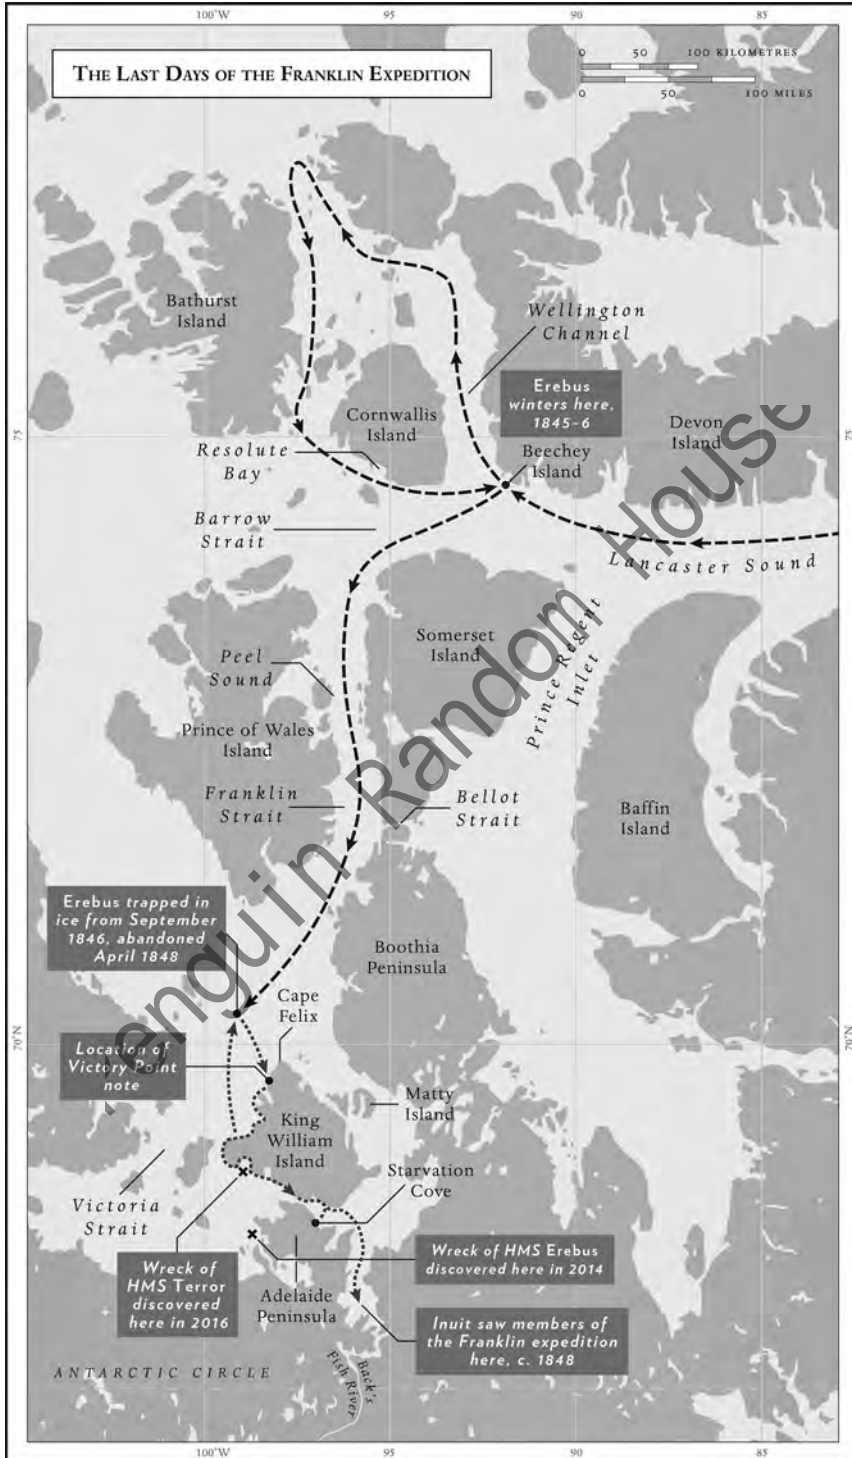 100°W 95 90 85
THE LAST DAYS OF THE FRANKLIN EXPEDITION
0 50 100 KILOMETRES
0 50 100 MILES
Bathurst
Island
Wellington
Channel
Erebus
winters here,
1845–6
Cornwallis
Island
Devon
Island
75
75
Resolute
Bay
Beechey
Island
Barrow
Strait
Lancaster Sound
Somerset
Island
Prince Regent
Inlet
Peel
Sound
Prince of Wales
Island
Franklin
Strait
Bellot
Strait
Baffin
Island
Erebus trapped in
ice from September
1846, abandoned
April 1848
Boothia
Peninsula
Cape
Felix
70°N
70
Location of
Victory Point
note
Matty
Island
King
William
Island
Starvation
Cove
Victoria
Strait
Wreck of
HMS Terror
discovered
here in 2016
Wreck of HMS Erebus
discovered here in 2014
Adelaide
Peninsula
Inuit saw members of
the Franklin expedition
here, c. 1848
ANTARCTIC CIRCLE
Back's
Fish River
100°W 95 90 85
Penguin Random House